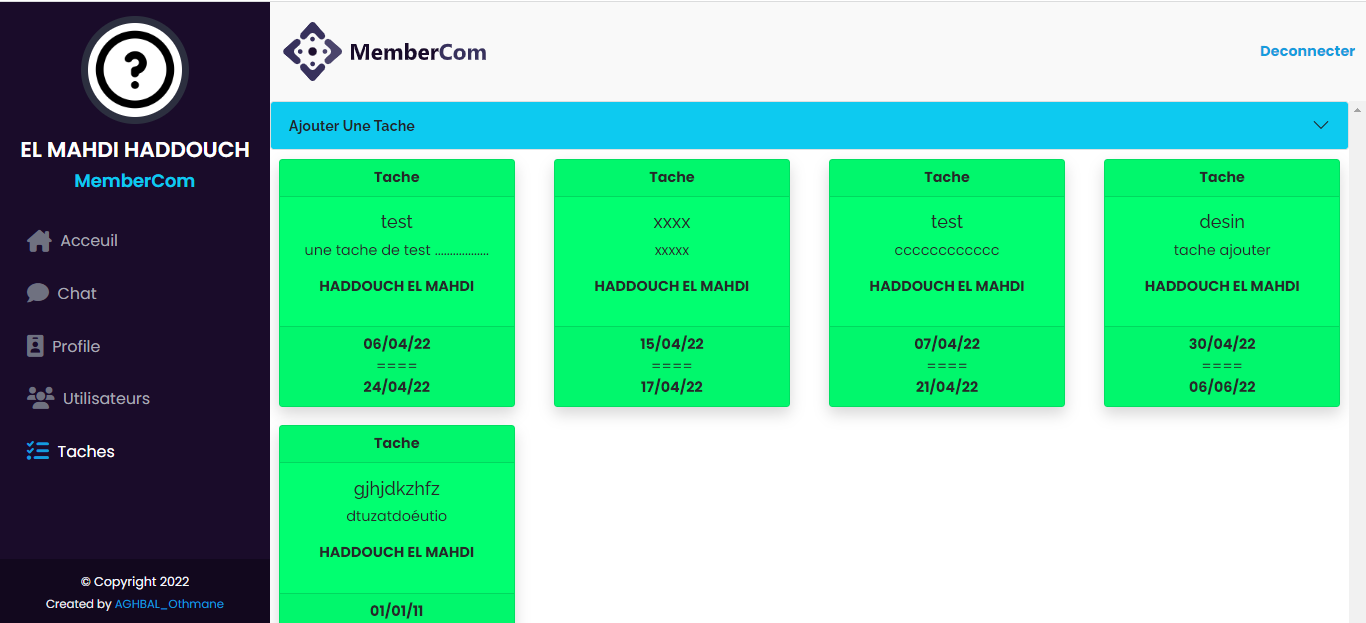 ?
EL MAHDI HADDOUCH
MemberCom
Acceuil
Chat
Profile
Utilisateurs
Taches
© Copyright 2022
Created by AGHBAL_Othmane
MemberCom
Deconnecter
Ajouter Une Tache
Tache
test
une tache de test ..................
HADDOUCH EL MAHDI
06/04/22
====
24/04/22
Tache
xxxx
xxxxx
HADDOUCH EL MAHDI
15/04/22
====
17/04/22
Tache
test
cccccccccccc
HADDOUCH EL MAHDI
07/04/22
====
21/04/22
Tache
desin
tache ajouter
HADDOUCH EL MAHDI
30/04/22
====
06/06/22
Tache
gjhjdkzhfz
dtuzatdoéutio
HADDOUCH EL MAHDI
01/01/11